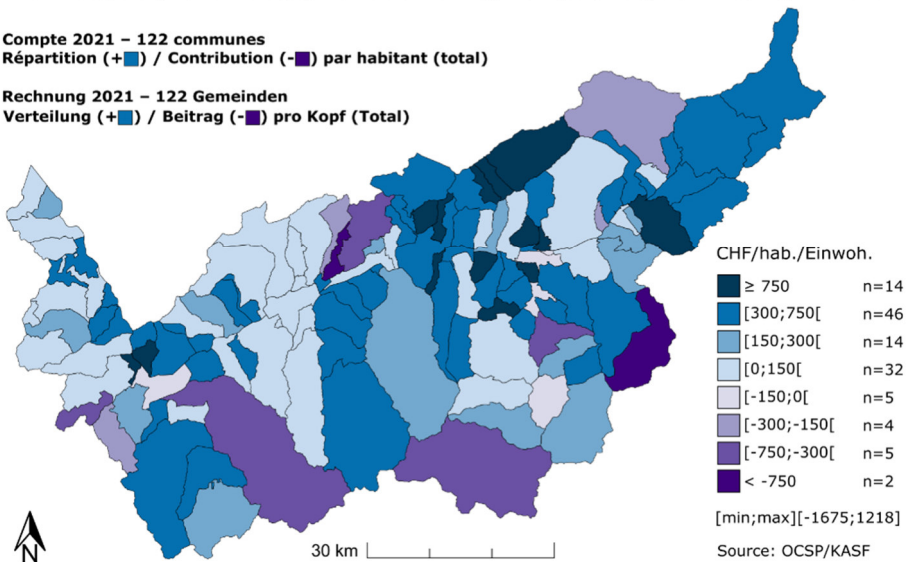 Compte 2021 – 122 communes
Répartition (+) / Contribution (-) par habitant (total)
Rechnung 2021 – 122 Gemeinden
Verteilung (+) / Beitrag (-) pro Kopf (Total)
CHF/hab./Einwoh.
≥ 750 n=14
[300;750[ n=46
[150;300[ n=14
[0;150[ n=32
[-150;0[ n=5
[-300;-150[ n=4
[-750;-300[ n=5
< -750 n=2
[min;max][-1675;1218]
Source: OCSP/KASF
30 km
N